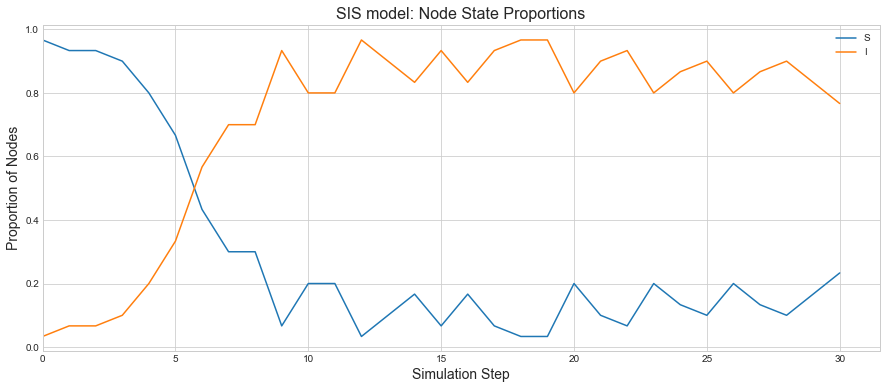 SIS model: Node State Proportions
S
I
Proportion of Nodes
1.0
0.8
0.6
0.4
0.2
0.0
0 5 10 15 20 25 30
Simulation Step